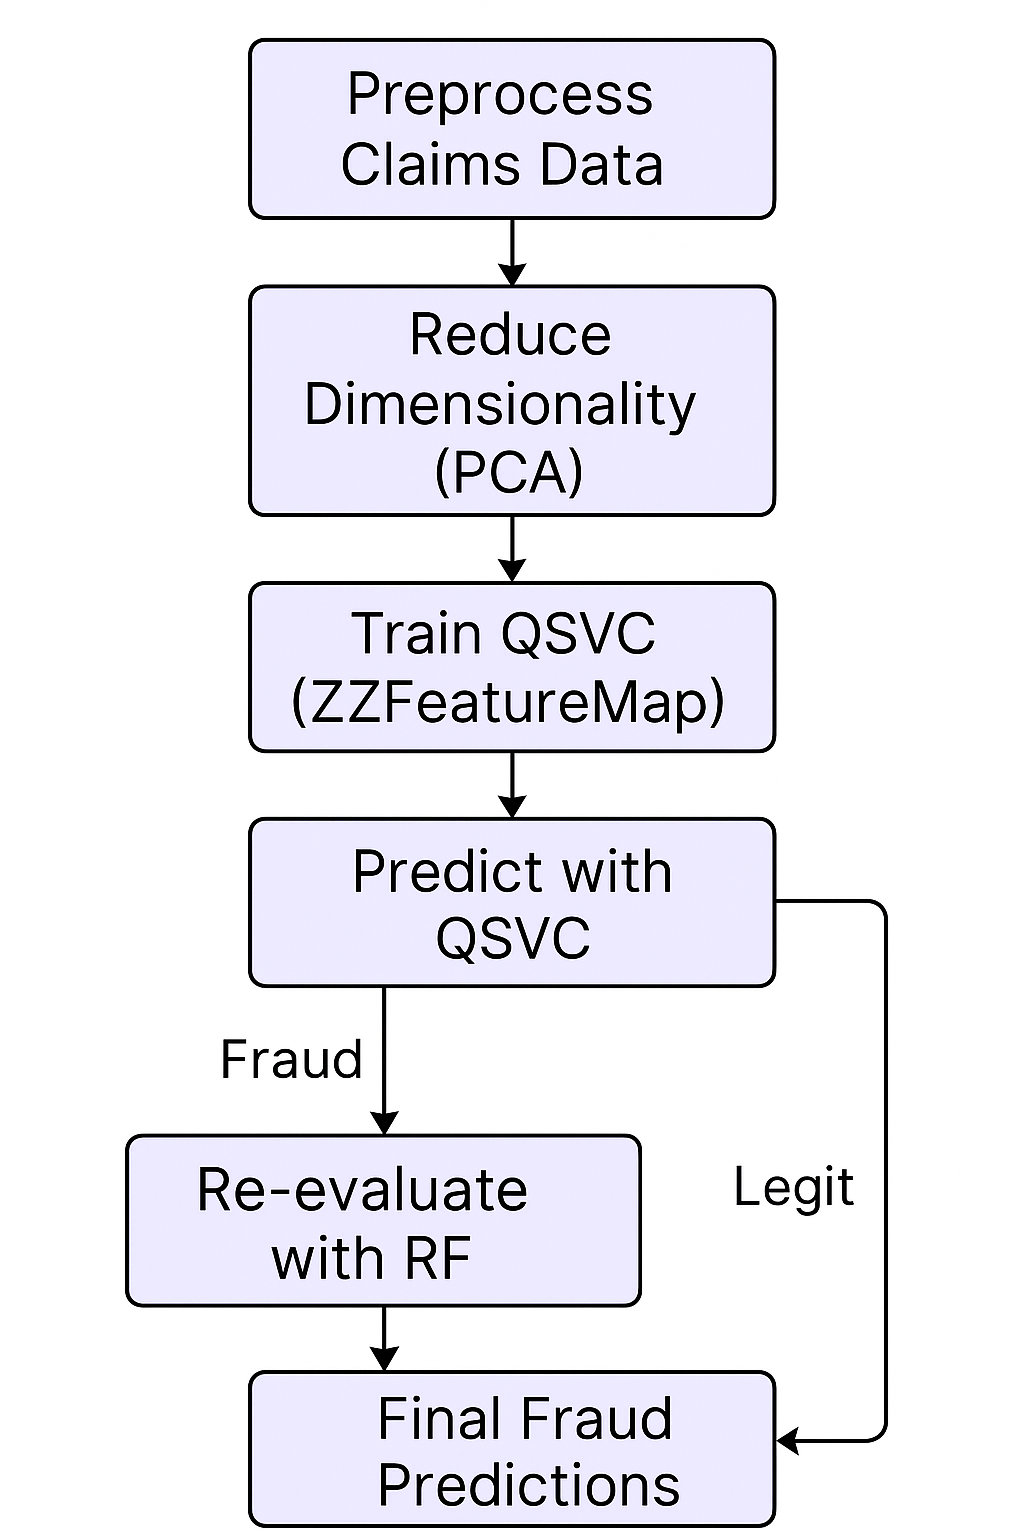 Preprocess
Claims Data
Reduce
Dimensionality
(PCA)
Train QSVC
(ZZFeatureMap)
Predict with
QSVC
Fraud
Re-evaluate
with RF
Legit
Final Fraud
Predictions